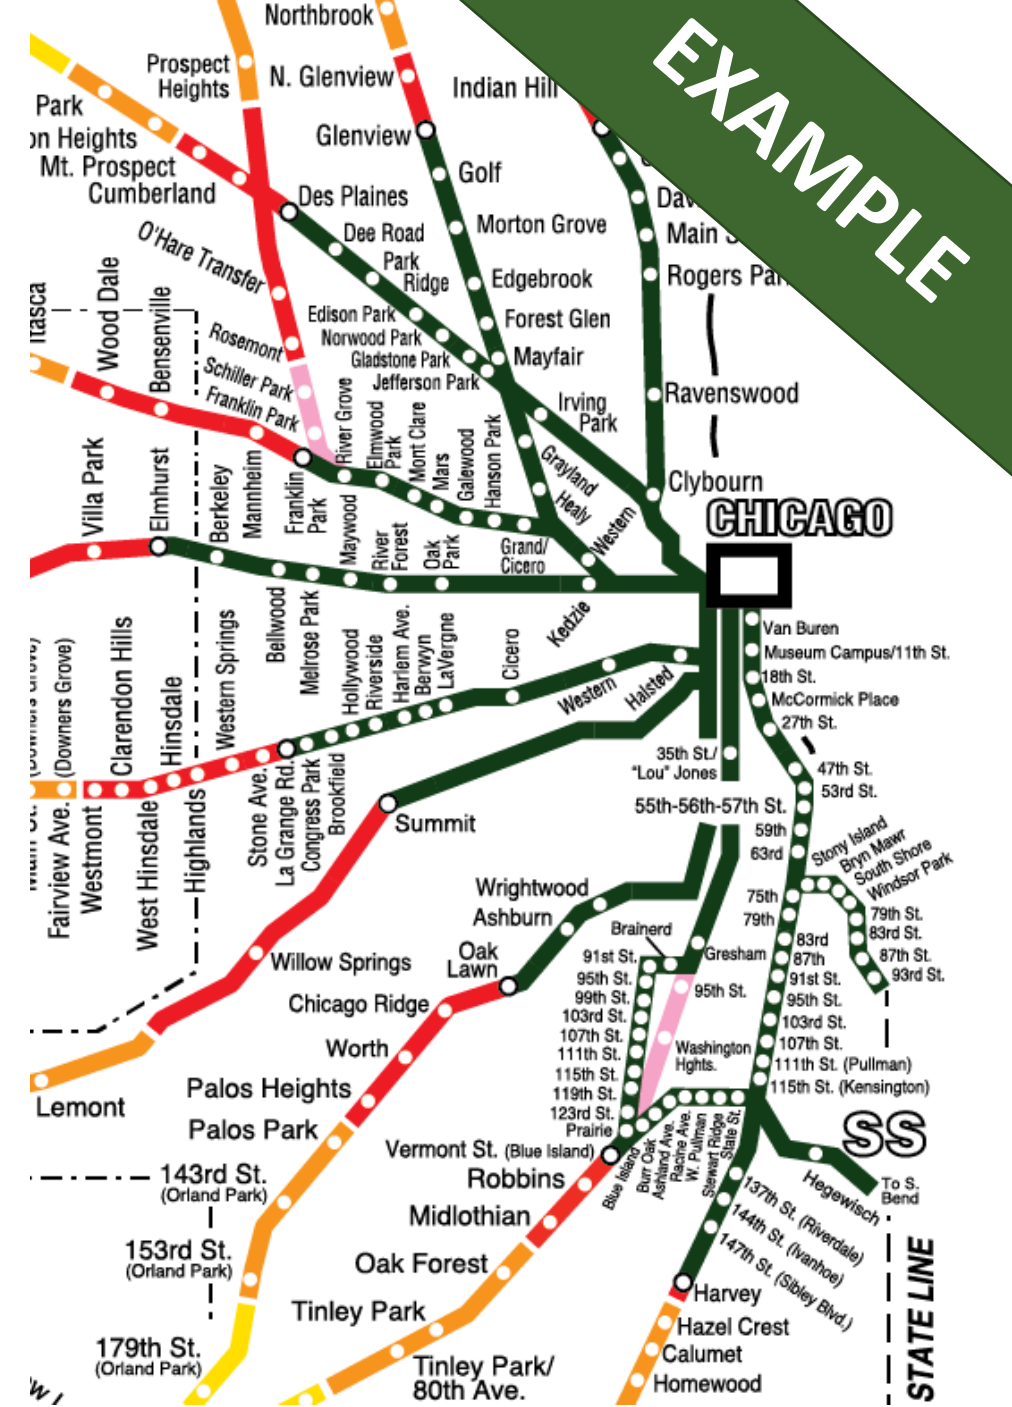 EXAMPLE
Northbrook
Prospect
Heights
N. Glenview
Indian Hill
Park
Heights
Mt. Prospect
Cumberland
Glenview
Golf
Des Plaines
Main
Morton Grove
O'Hare Transfer
Dee Road
Park
Ridge
Rogers
Edgebrook
Itasca
Wood Dale
Bensenville
Edison Park
Forest Glen
Norwood Park
Rosemont
Gladstone Park
Mayfair
Schiller Park
Jefferson Park
Franklin Park
River Grove
Elmwood
Park
Mont Clare
Mars
Galewood
Hanson Park
Irving
Park
Ravenswood
Grayland
Healy
Clybourn
Villa Park
Elmhurst
Berkeley
Mannheim
Franklin
Park
Maywood
River
Forest
Oak
Park
Grand/
Cicero
Western
CHICAGO
Kedzie
Bellwood
Melrose Park
Van Buren
Museum Campus/11th St.
18th St.
McCormick Place
27th St.
(Downers Grove)
Clarendon Hills
Hinsdale
Western Springs
Hollywood
Riverside
Harlem Ave.
Berwyn
LaVergne
Cicero
Western
Halsted
35th St./
"Lou" Jones
47th St.
53rd St.
55th-56th-57th St.
59th
63rd
Fairview Ave.
Westmont
West Hinsdale
Highlands
Stone Ave.
La Grange Rd.
Congress Park
Brookfield
Summit
Stony Island
Bryn Mawr
South Shore
Windsor Park
Wrightwood
Ashburn
75th
79th
79th St.
83rd St.
87th St.
93rd St.
Brainerd
Gresham
83rd
87th
Oak
Lawn
91st St.
95th St.
99th St.
103rd St.
107th St.
111th St.
115th St.
119th St.
123rd St.
Prairie
95th St.
Washington
Hghts.
91st St.
95th St.
103rd St.
107th St.
111th St. (Pullman)
115th St. (Kensington)
Willow Springs
Chicago Ridge
Worth
Palos Heights
Palos Park
Lemont
Vermont St. (Blue Island)
Blue Island
Burr Oak
Ashland Ave.
Racine Ave.
W. Pullman
Stewart Ridge
State St.
SS
To S.
Bend
Hegewisch
143rd St.
(Orland Park)
Robbins
Midlothian
137th St. (Riverdale)
144th St. (Ivanhoe)
147th St. (Sibley Blvd.)
153rd St.
(Orland Park)
Oak Forest
Harvey
STATE LINE
Tinley Park
Hazel Crest
Calumet
Homewood
179th St.
(Orland Park)
Tinley Park/
80th Ave.